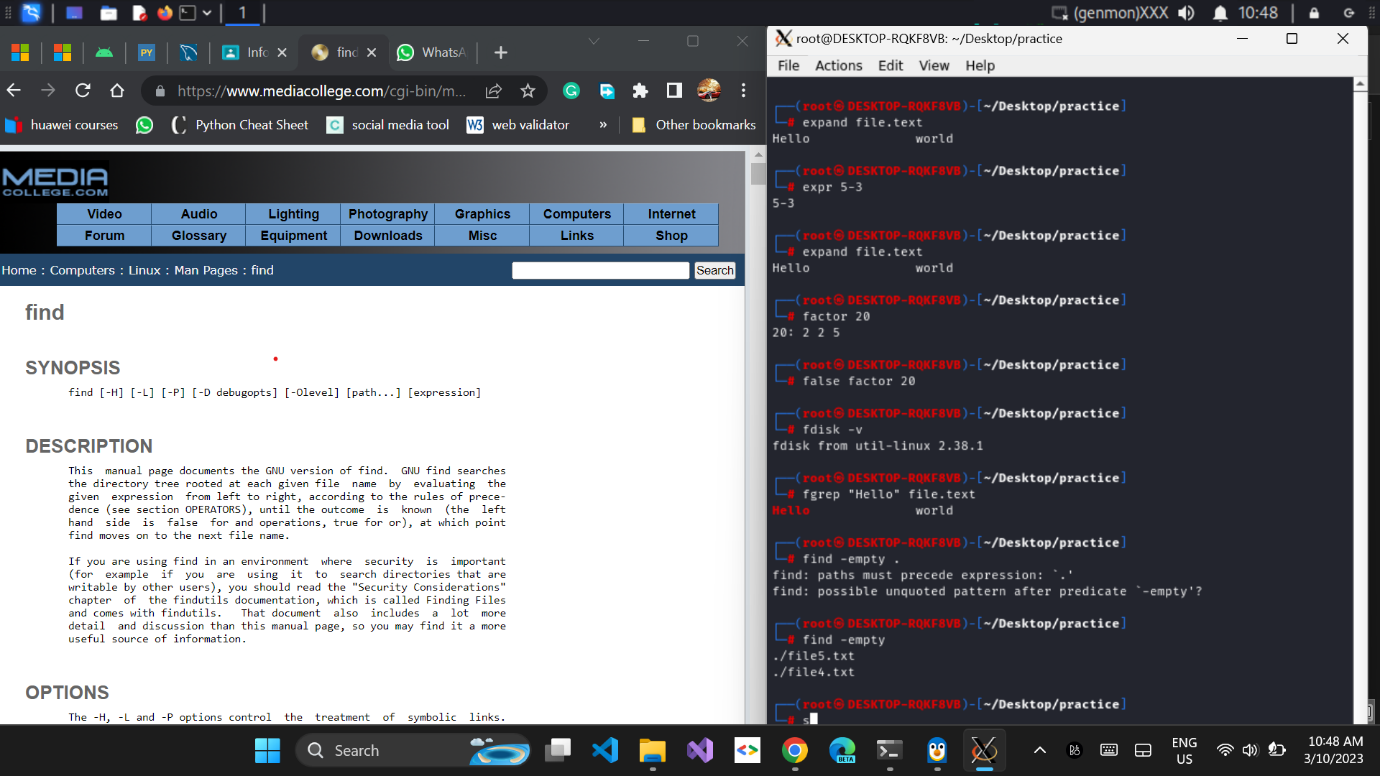 1
(genmon)XXX
10:48
Info
find
WhatsA
https://www.mediacollege.com/cgi-bin/m...
huawei courses
Python Cheat Sheet
social media tool
web validator
»
Other bookmarks
MEDIA
COLLEGE.COM
Video Audio Lighting Photography Graphics Computers Internet
Forum Glossary Equipment Downloads Misc Links Shop
Home : Computers : Linux : Man Pages : find
Search
find
SYNOPSIS
find [-H] [-L] [-P] [-D debugopts] [-Olevel] [path...] [expression]
DESCRIPTION
This manual page documents the GNU version of find. GNU find searches
the directory tree rooted at each given file name by evaluating the
given expression from left to right, according to the rules of prece-
dence (see section OPERATORS), until the outcome is known (the left
hand side is false for and operations, true for or), at which point
find moves on to the next file name.
If you are using find in an environment where security is important
(for example if you are using it to search directories that are
writable by other users), you should read the "Security Considerations"
chapter of the findutils documentation, which is called Finding Files
and comes with findutils. That document also includes a lot more
detail and discussion than this manual page, so you may find it a more
useful source of information.
OPTIONS
The -H, -L and -P options control the treatment of symbolic links.
root@DESKTOP-RQKF8VB: ~/Desktop/practice
File Actions Edit View Help
┌──(root㉿DESKTOP-RQKF8VB)-[~/Desktop/practice]
└─# expand file.text
Hello world
┌──(root㉿DESKTOP-RQKF8VB)-[~/Desktop/practice]
└─# expr 5-3
5-3
┌──(root㉿DESKTOP-RQKF8VB)-[~/Desktop/practice]
└─# expand file.text
Hello world
┌──(root㉿DESKTOP-RQKF8VB)-[~/Desktop/practice]
└─# factor 20
20: 2 2 5
┌──(root㉿DESKTOP-RQKF8VB)-[~/Desktop/practice]
└─# false factor 20
┌──(root㉿DESKTOP-RQKF8VB)-[~/Desktop/practice]
└─# fdisk -v
fdisk from util-linux 2.38.1
┌──(root㉿DESKTOP-RQKF8VB)-[~/Desktop/practice]
└─# fgrep "Hello" file.text
Hello world
┌──(root㉿DESKTOP-RQKF8VB)-[~/Desktop/practice]
└─# find -empty .
find: paths must precede expression: `.'
find: possible unquoted pattern after predicate `-empty'?
┌──(root㉿DESKTOP-RQKF8VB)-[~/Desktop/practice]
└─# find -empty
./file5.txt
./file4.txt
┌──(root㉿DESKTOP-RQKF8VB)-[~/Desktop/practice]
└─# s
Search
BETA
ENG
US
10:48 AM
3/10/2023